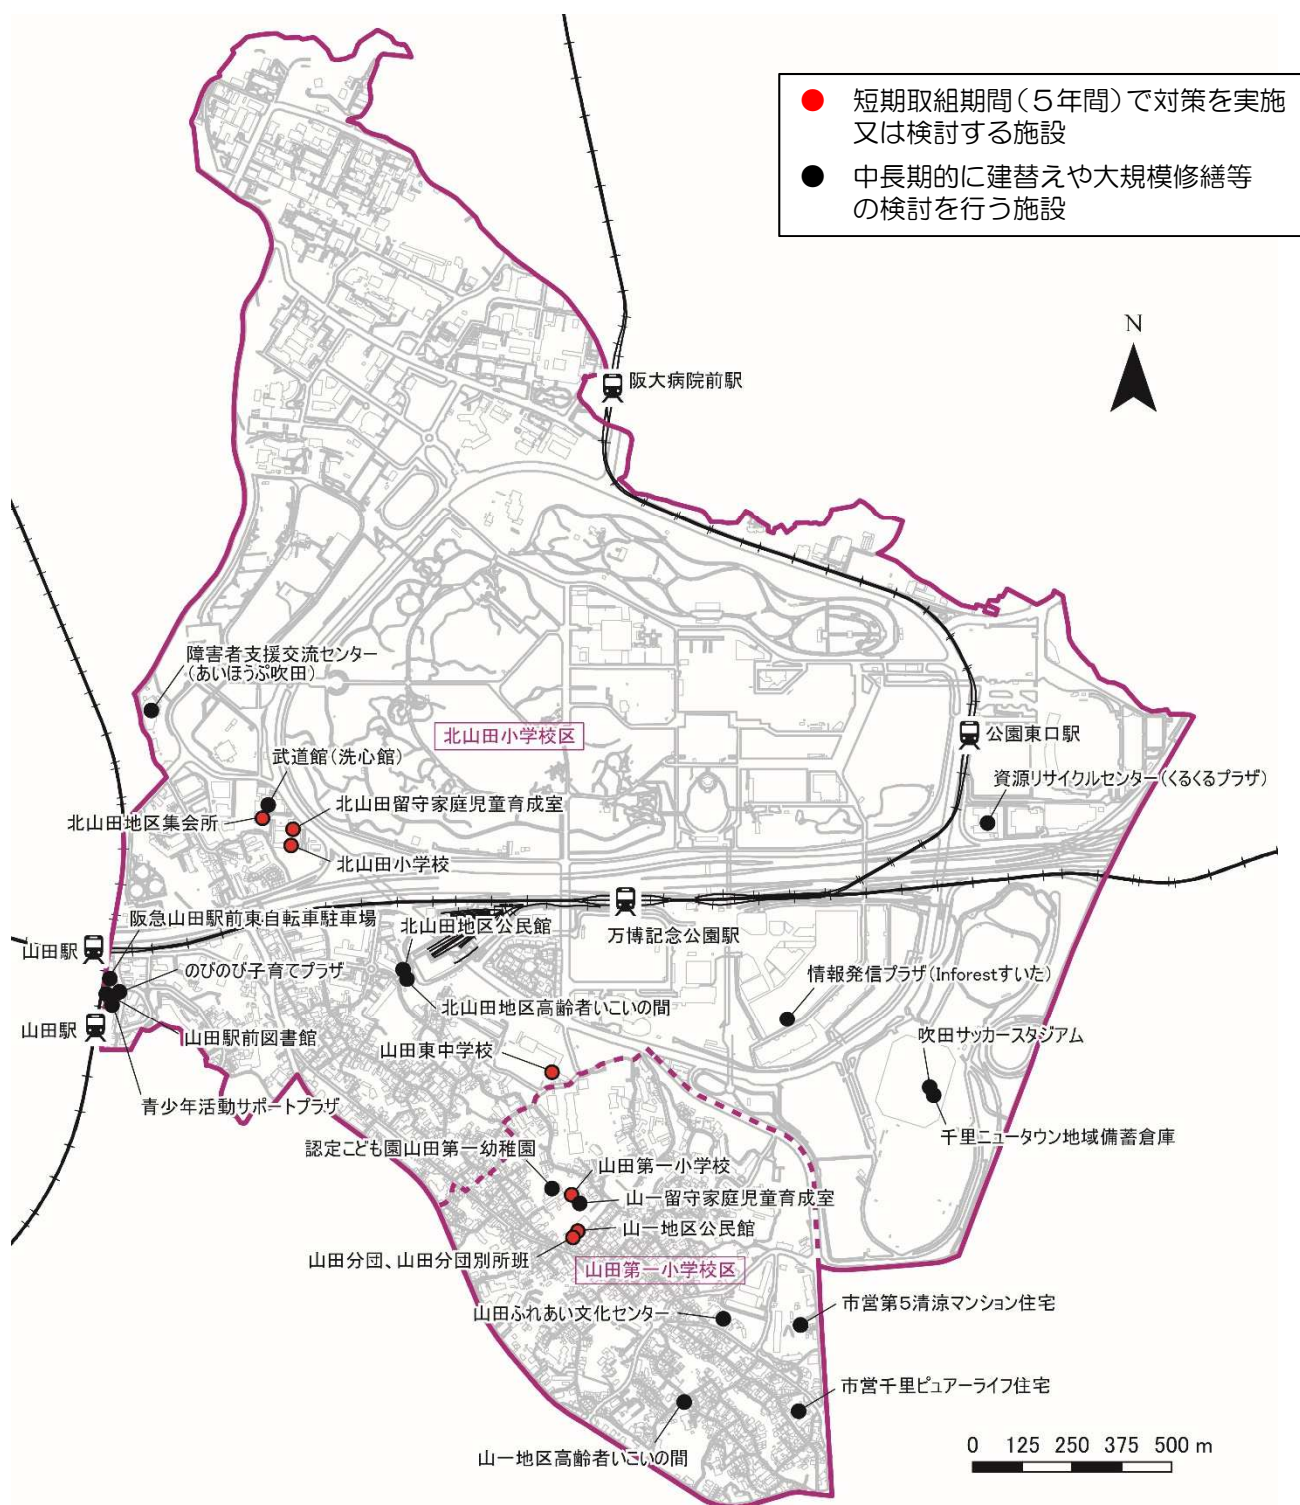 ● 短期取組期間(5年間)で対策を実施
又は検討する施設
● 中長期的に建替えや大規模修繕等
の検討を行う施設
N
阪大病院前駅
障害者支援交流センター
(あいほうぷ吹田)
北山田小学校区
公園東口駅
武道館(洗心館)
資源リサイクルセンター(くるくるプラザ)
北山田留守家庭児童育成室
北山田地区集会所
北山田小学校
阪急山田駅前東自転車駐車場
北山田地区公民館
万博記念公園駅
山田駅
のびのび子育てプラザ
情報発信プラザ(Inforestすいた)
北山田地区高齢者いこいの間
山田駅
山田駅前図書館
吹田サッカースタジアム
山田東中学校
青少年活動サポートプラザ
千里ニュータウン地域備蓄倉庫
認定こども園山田第一幼稚園
山田第一小学校
山一留守家庭児童育成室
山一地区公民館
山田分団、山田分団別所班
山田第一小学校区
市営第5清涼マンション住宅
山田ふれあい文化センター
市営千里ピュアーライフ住宅
山一地区高齢者いこいの間
0 125 250 375 500 m